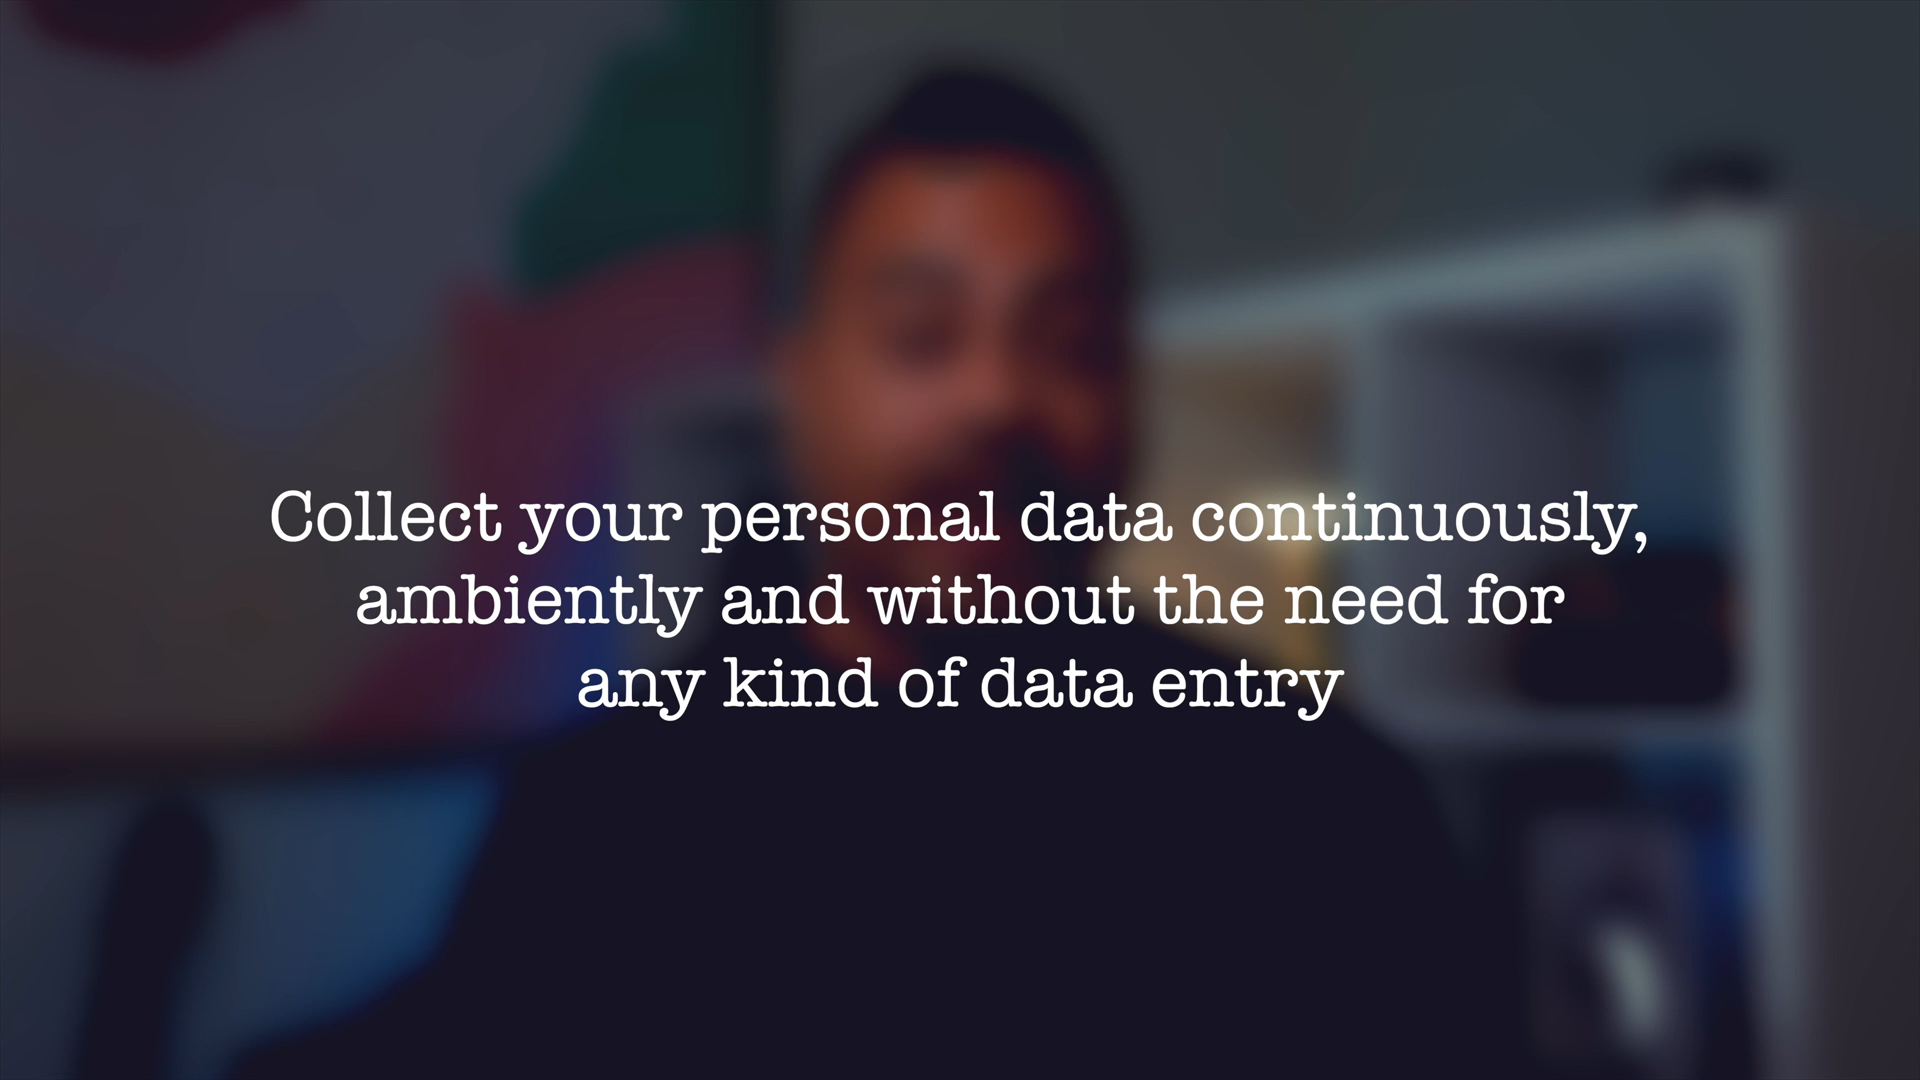 Collect your personal data continuously,
ambiently and without the need for
any kind of data entry